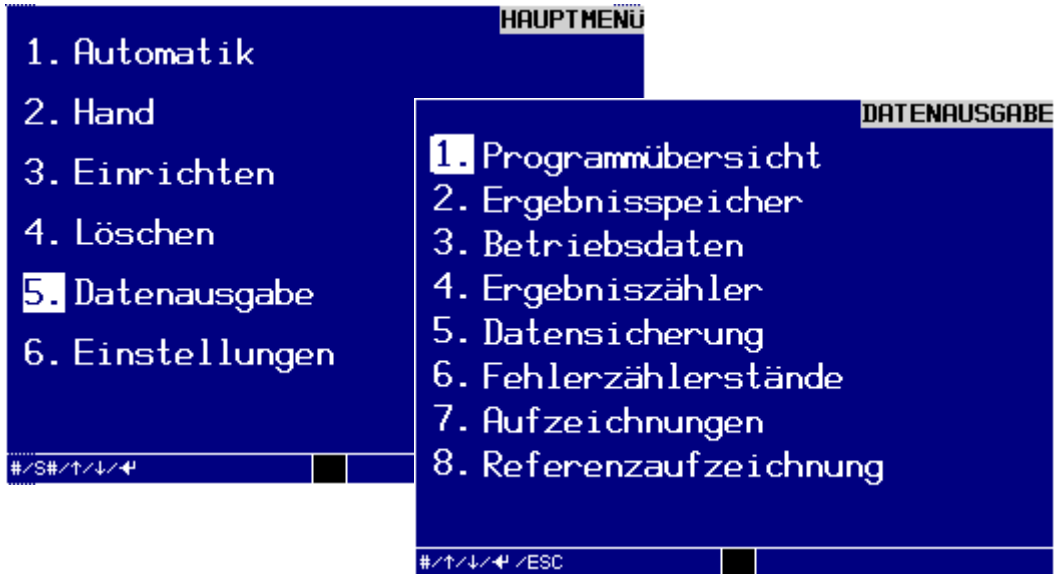 HAUPTMENÜ
1. Automatik
2. Hand
3. Einrichten
4. Löschen
5. Datenausgabe
6. Einstellungen
#/S#/↑/↓/↵
DATENAUSGABE
1. Programmübersicht
2. Ergebnisspeicher
3. Betriebsdaten
4. Ergebniszähler
5. Datensicherung
6. Fehlerzählerstände
7. Aufzeichnungen
8. Referenzaufzeichnung
#/↑/↓/↵ /ESC